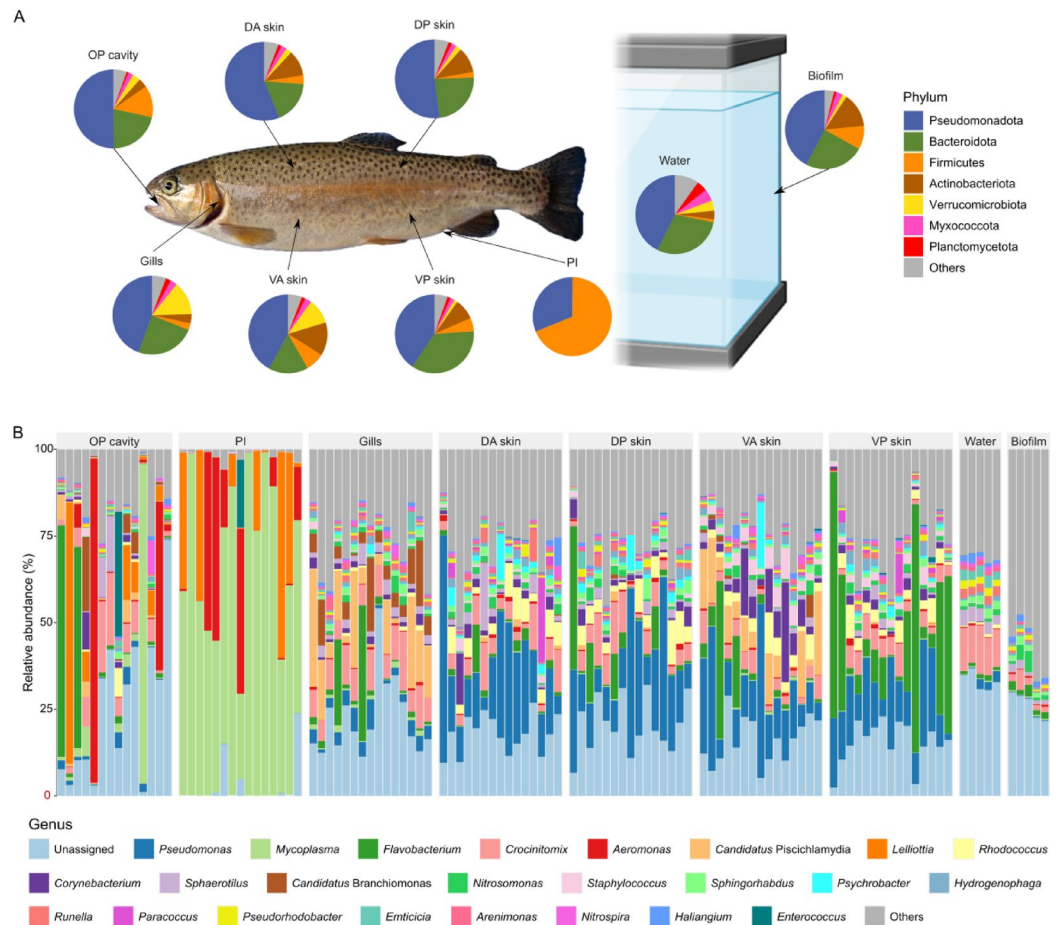 A
OP cavity
DA skin
DP skin
Biofilm
Water
Gills
VA skin
VP skin
PI
Phylum
Pseudomonadota
Bacteroidota
Firmicutes
Actinobacteriota
Verrucomicrobiota
Myxococcota
Planctomycetota
Others
B
OP cavity PI Gills DA skin DP skin VA skin VP skin Water Biofilm
Relative abundance (%)
100
75
50
25
0
Genus
Unassigned Pseudomonas Mycoplasma Flavobacterium Crocinitomix Aeromonas Candidatus Piscichlamydia Lelliottia Rhodococcus
Corynebacterium Sphaerotilus Candidatus Branchiomonas Nitrosomonas Staphylococcus Sphingorhabdus Psychrobacter Hydrogenophaga
Runella Paracoccus Pseudorhodobacter Emticicia Arenimonas Nitrospira Haliangium Enterococcus Others